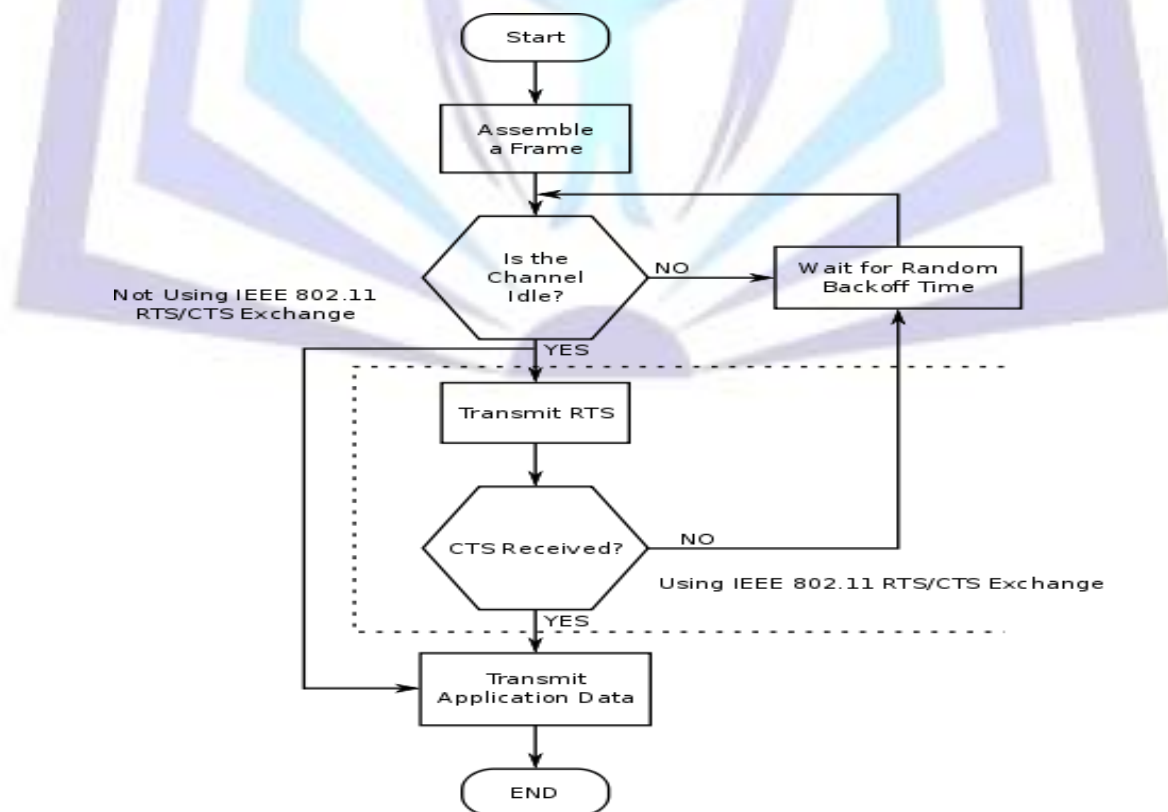 Start
Assemble
a Frame
Is the
Channel
Idle?
NO
Wait for Random
Backoff Time
Not Using IEEE 802.11
RTS/CTS Exchange
YES
Transmit RTS
CTS Received?
NO
Using IEEE 802.11 RTS/CTS Exchange
YES
Transmit
Application Data
END